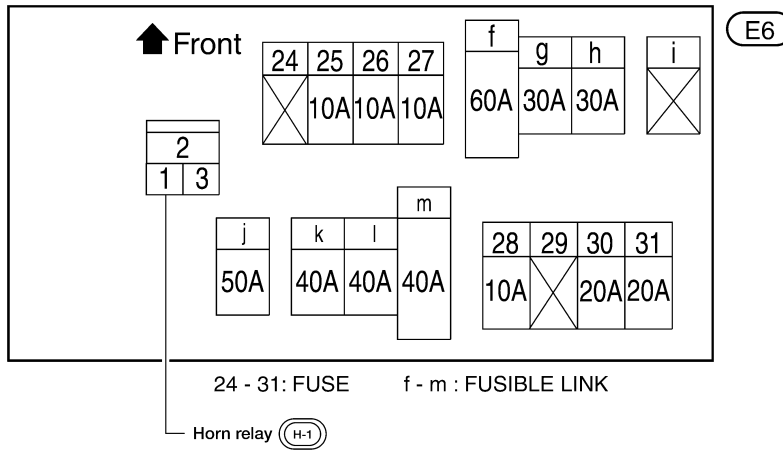 E6
Front
24 25 26 27
10A 10A 10A
f
60A
g h
30A 30A
i
2
1 3
j
50A
k l
40A 40A
m
40A
28 29 30 31
10A 20A 20A
24 - 31: FUSE f - m : FUSIBLE LINK
Horn relay H-1